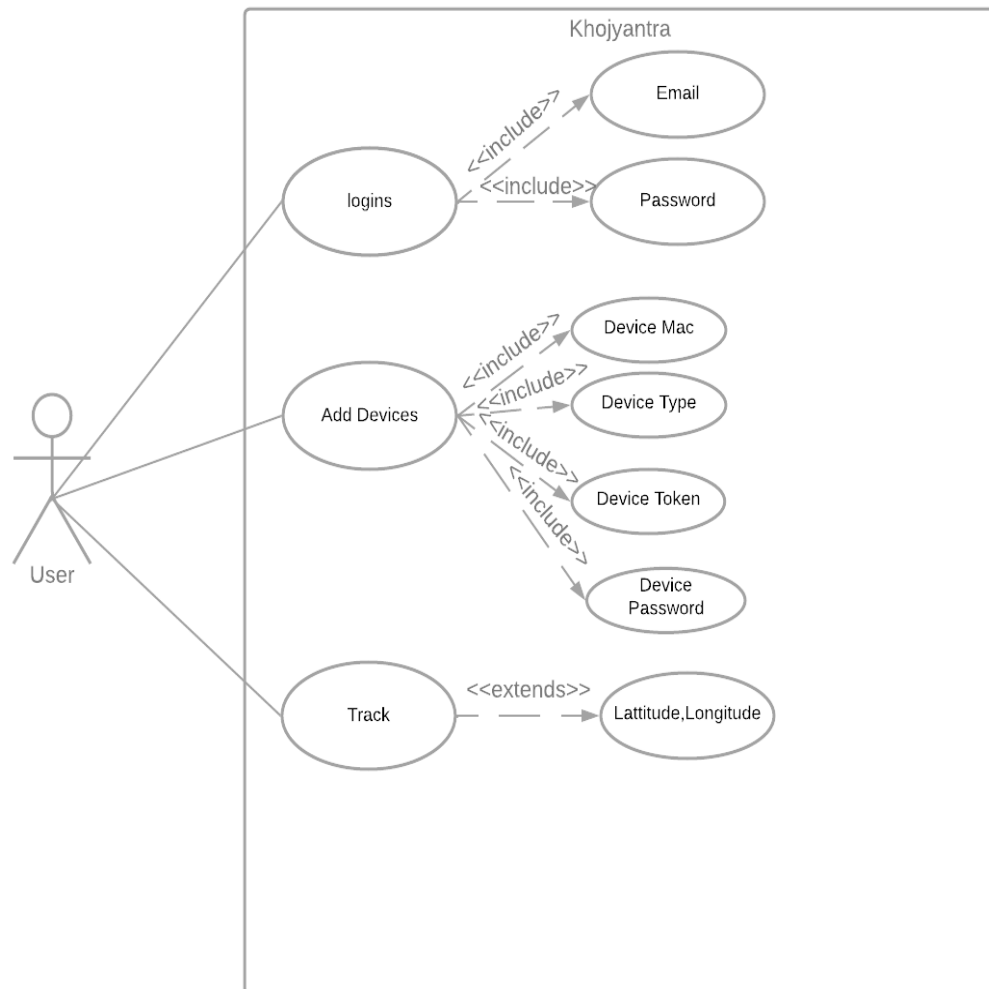 Khojyantra
Email
<<include>>
<<include>>
Password
logins
Device Mac
<<include>>
<<include>>
Device Type
Add Devices
<<include>>
Device Token
<<include>>
Device
Password
User
<<extends>>
Track
Lattitude,Longitude